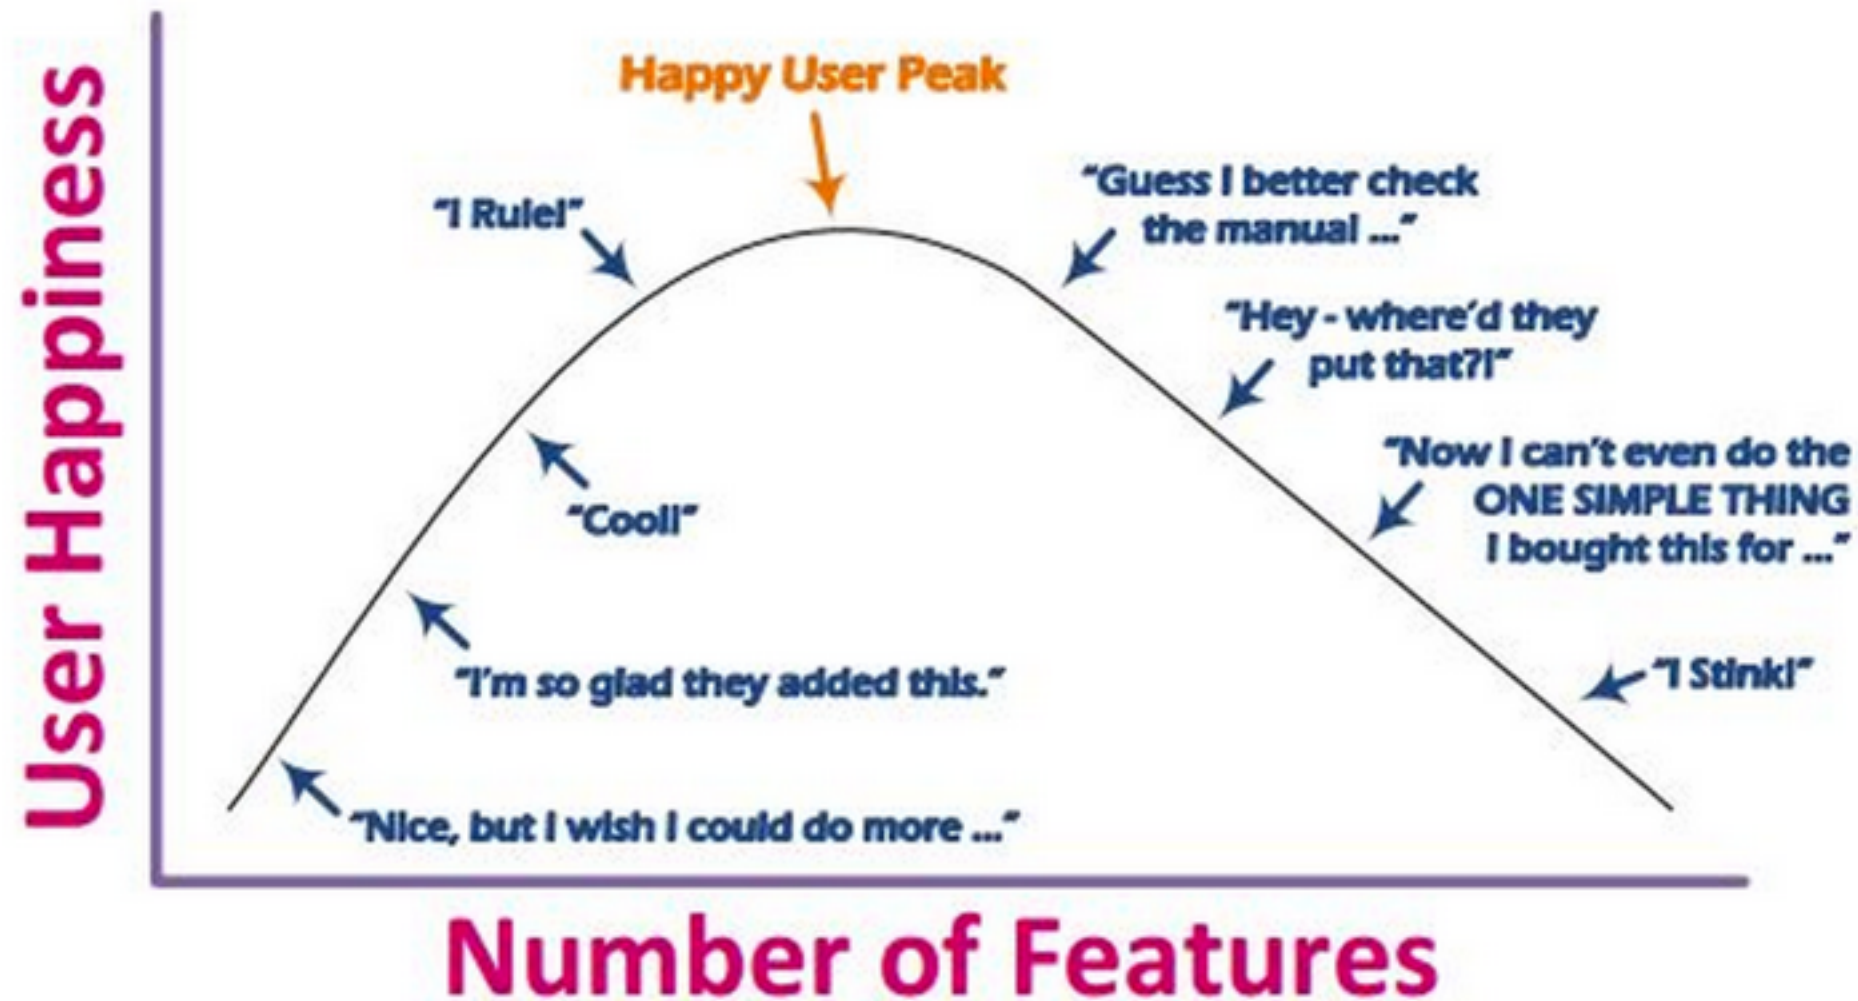 User Happiness
Happy User Peak
"I Rule!"
"Guess I better check
the manual ..."
"Hey - where'd they
put that?!"
"Now I can't even do the
ONE SIMPLE THING
I bought this for ..."
"Cool!"
"I'm so glad they added this."
"I Stink!"
"Nice, but I wish I could do more ..."
Number of Features